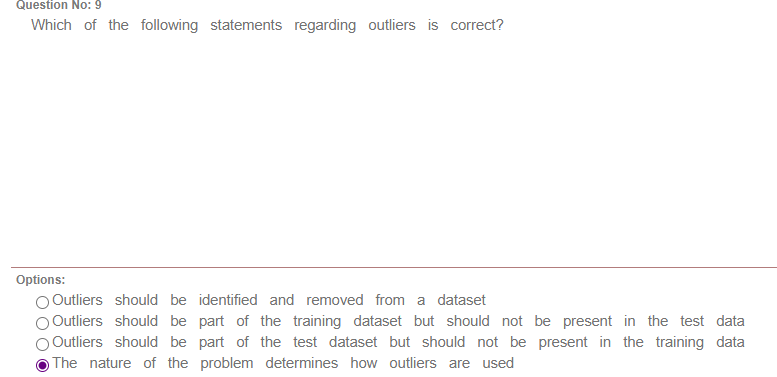 Question No: 9
Which of the following statements regarding outliers is correct?
Options:
Outliers should be identified and removed from a dataset
Outliers should be part of the training dataset but should not be present in the test data
Outliers should be part of the test dataset but should not be present in the training data
The nature of the problem determines how outliers are used